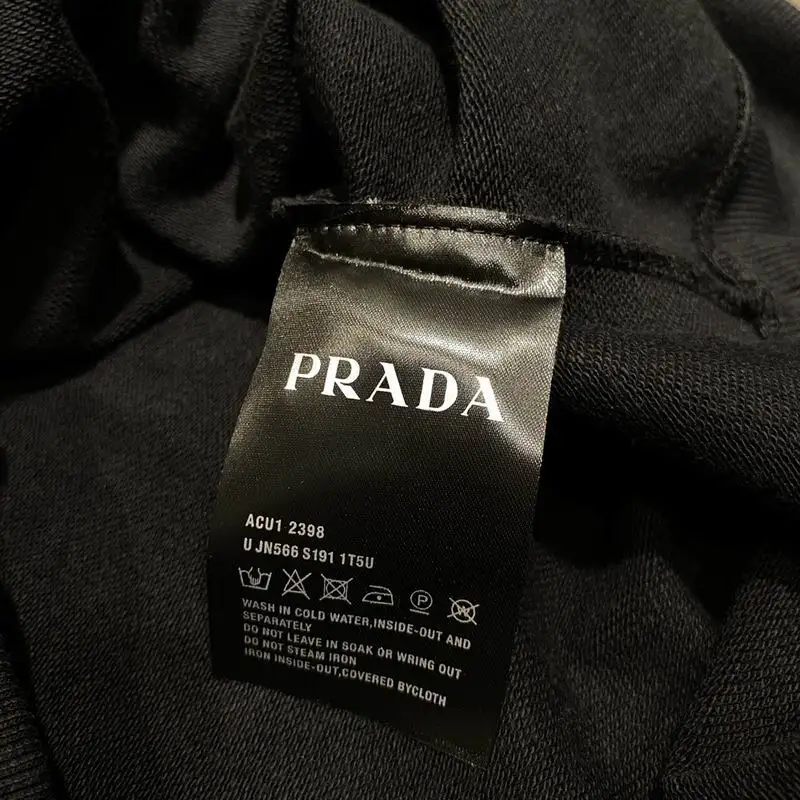 PRADA
ACU1 2398
U JN566 S191 1T5U
P
W
WASH IN COLD WATER,INSIDE-OUT AND
SEPARATELY
DO NOT LEAVE IN SOAK OR WRING OUT
DO NOT STEAM IRON
IRON INSIDE-OUT,COVERED BYCLOTH